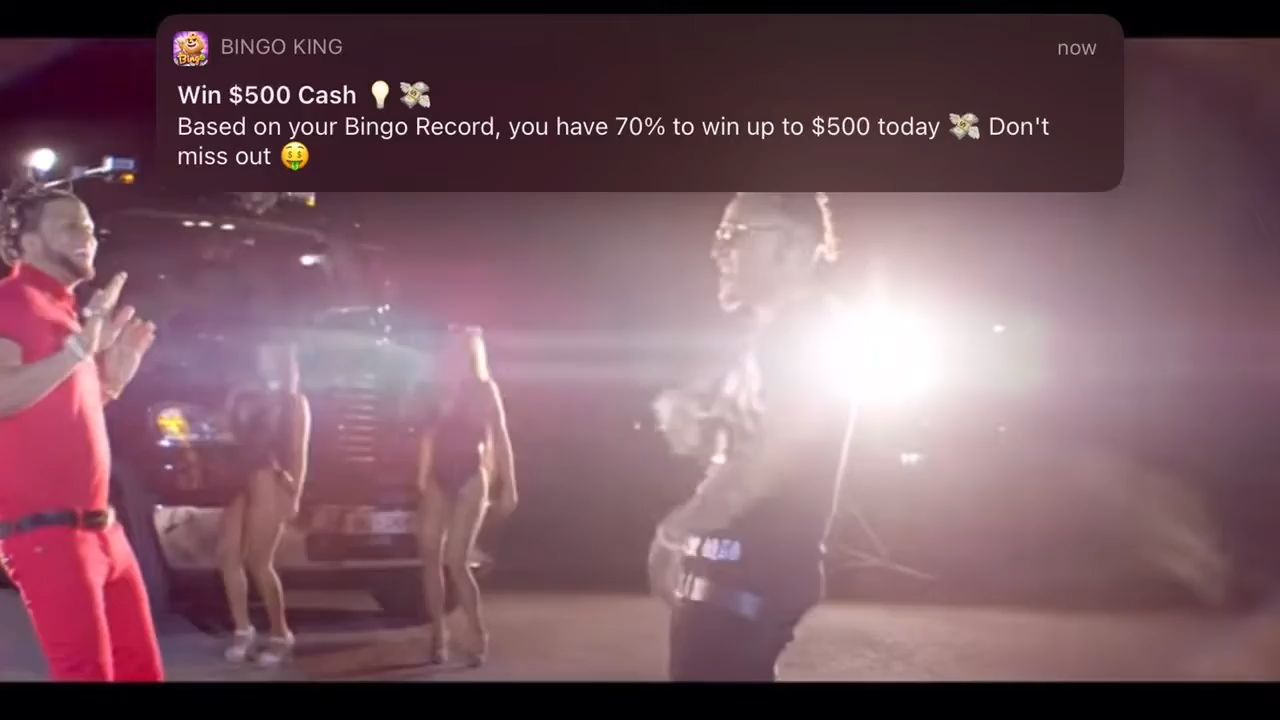 BINGO KING
now
Win $500 Cash 💡 💸
Based on your Bingo Record, you have 70% to win up to $500 today 💸 Don't
miss out 🤑
Bingo